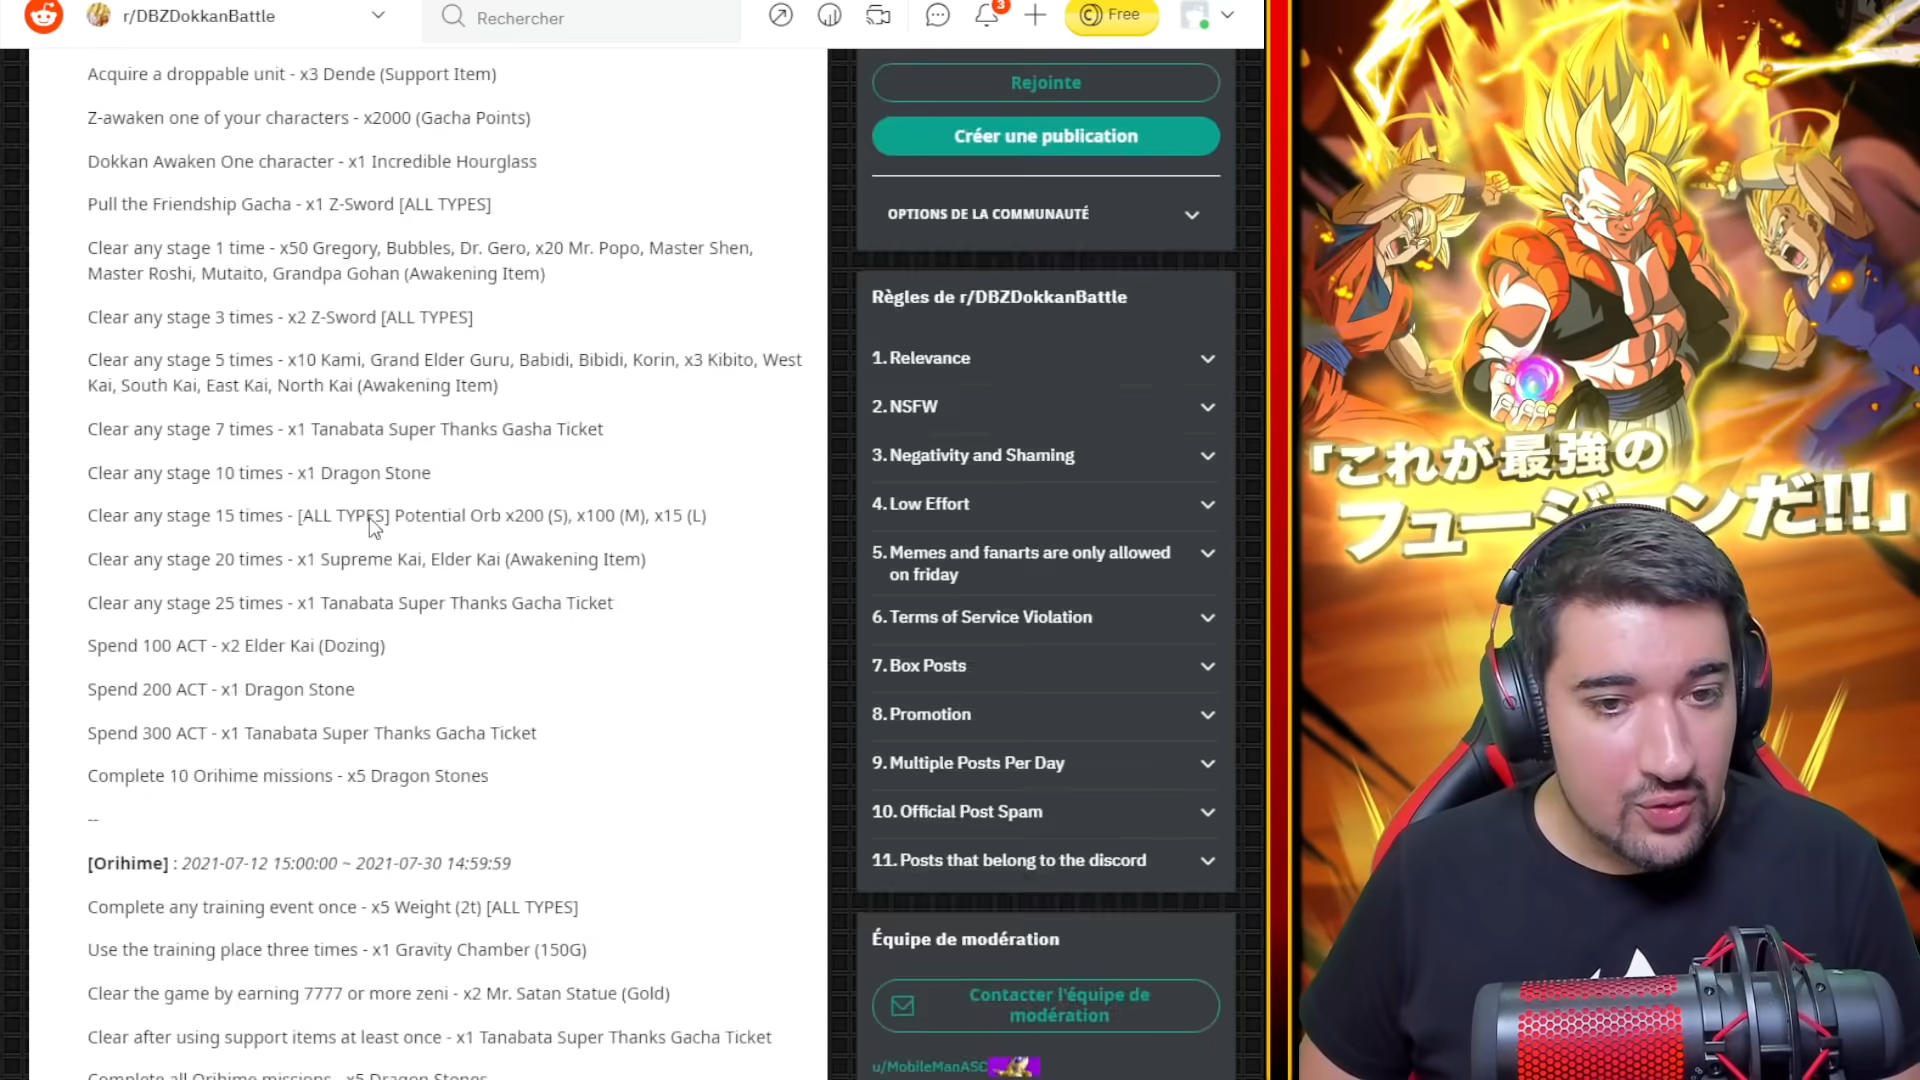 r/DBZDokkanBattle
Rechercher
3
Free
Acquire a droppable unit - x3 Dende (Support Item)
Z-awaken one of your characters - x2000 (Gacha Points)
Dokkan Awaken One character - x1 Incredible Hourglass
Pull the Friendship Gacha - x1 Z-Sword [ALL TYPES]
Clear any stage 1 time - x50 Gregory, Bubbles, Dr. Gero, x20 Mr. Popo, Master Shen,
Master Roshi, Mutaito, Grandpa Gohan (Awakening Item)
Clear any stage 3 times - x2 Z-Sword [ALL TYPES]
Clear any stage 5 times - x10 Kami, Grand Elder Guru, Babidi, Bibidi, Korin, x3 Kibito, West
Kai, South Kai, East Kai, North Kai (Awakening Item)
Clear any stage 7 times - x1 Tanabata Super Thanks Gasha Ticket
Clear any stage 10 times - x1 Dragon Stone
Clear any stage 15 times - [ALL TYPES] Potential Orb x200 (S), x100 (M), x15 (L)
Clear any stage 20 times - x1 Supreme Kai, Elder Kai (Awakening Item)
Clear any stage 25 times - x1 Tanabata Super Thanks Gacha Ticket
Spend 100 ACT - x2 Elder Kai (Dozing)
Spend 200 ACT - x1 Dragon Stone
Spend 300 ACT - x1 Tanabata Super Thanks Gacha Ticket
Complete 10 Orihime missions - x5 Dragon Stones
--
[Orihime] : 2021-07-12 15:00:00 ~ 2021-07-30 14:59:59
Complete any training event once - x5 Weight (2t) [ALL TYPES]
Use the training place three times - x1 Gravity Chamber (150G)
Clear the game by earning 7777 or more zeni - x2 Mr. Satan Statue (Gold)
Clear after using support items at least once - x1 Tanabata Super Thanks Gacha Ticket
Complete all Orihime missions - x5 Dragon Stones
Rejointe
Créer une publication
OPTIONS DE LA COMMUNAUTÉ
Règles de r/DBZDokkanBattle
1. Relevance
2. NSFW
3. Negativity and Shaming
4. Low Effort
5. Memes and fanarts are only allowed
on friday
6. Terms of Service Violation
7. Box Posts
8. Promotion
9. Multiple Posts Per Day
10. Official Post Spam
11. Posts that belong to the discord
Équipe de modération
Contacter l'équipe de
modération
u/MobileManASC
「これが最強の
フュージョンだ!!」